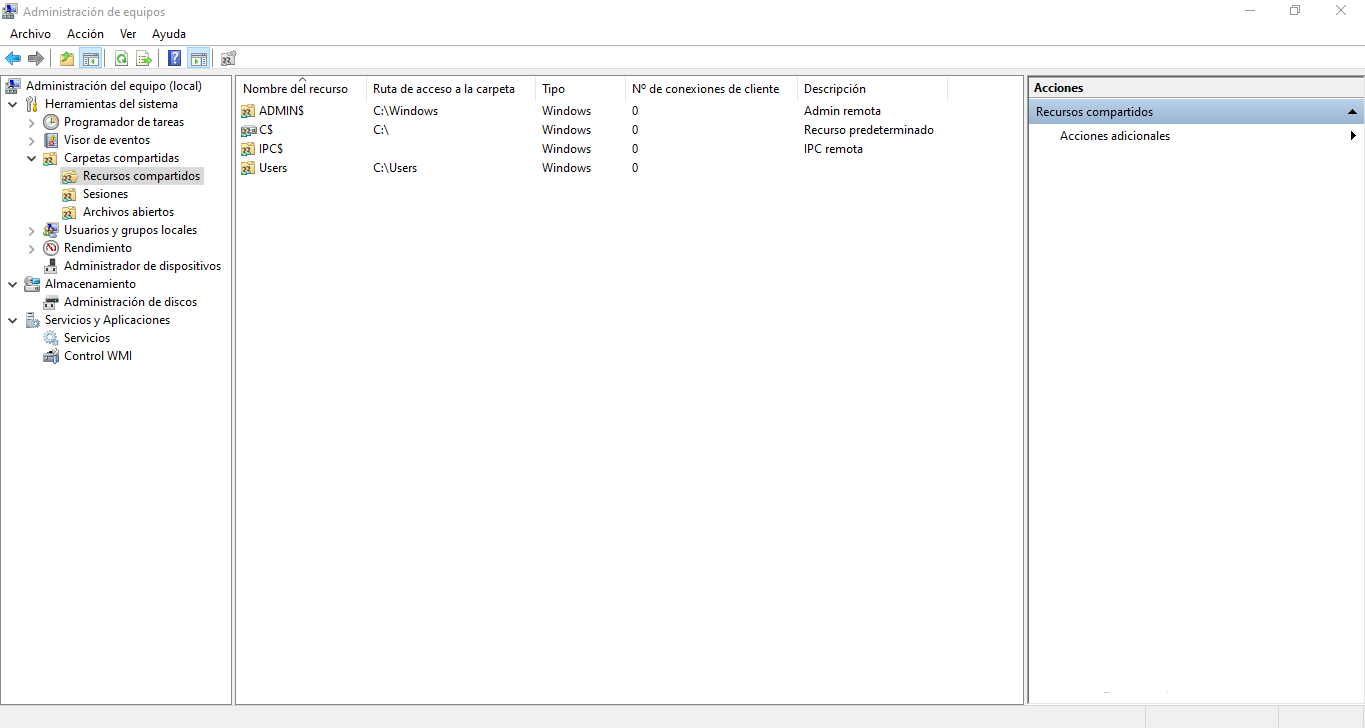 Administración de equipos
Archivo Acción Ver Ayuda
Administración del equipo (local)
Herramientas del sistema
Programador de tareas
Visor de eventos
Carpetas compartidas
Recursos compartidos
Sesiones
Archivos abiertos
Usuarios y grupos locales
Rendimiento
Administrador de dispositivos
Almacenamiento
Administración de discos
Servicios y Aplicaciones
Servicios
Control WMI
Nombre del recurso Ruta de acceso a la carpeta Tipo Nº de conexiones de cliente Descripción
ADMIN$ C:\Windows Windows 0 Admin remota
C$ C:\ Windows 0 Recurso predeterminado
IPC$ Windows 0 IPC remota
Users C:\Users Windows 0
Acciones
Recursos compartidos
Acciones adicionales